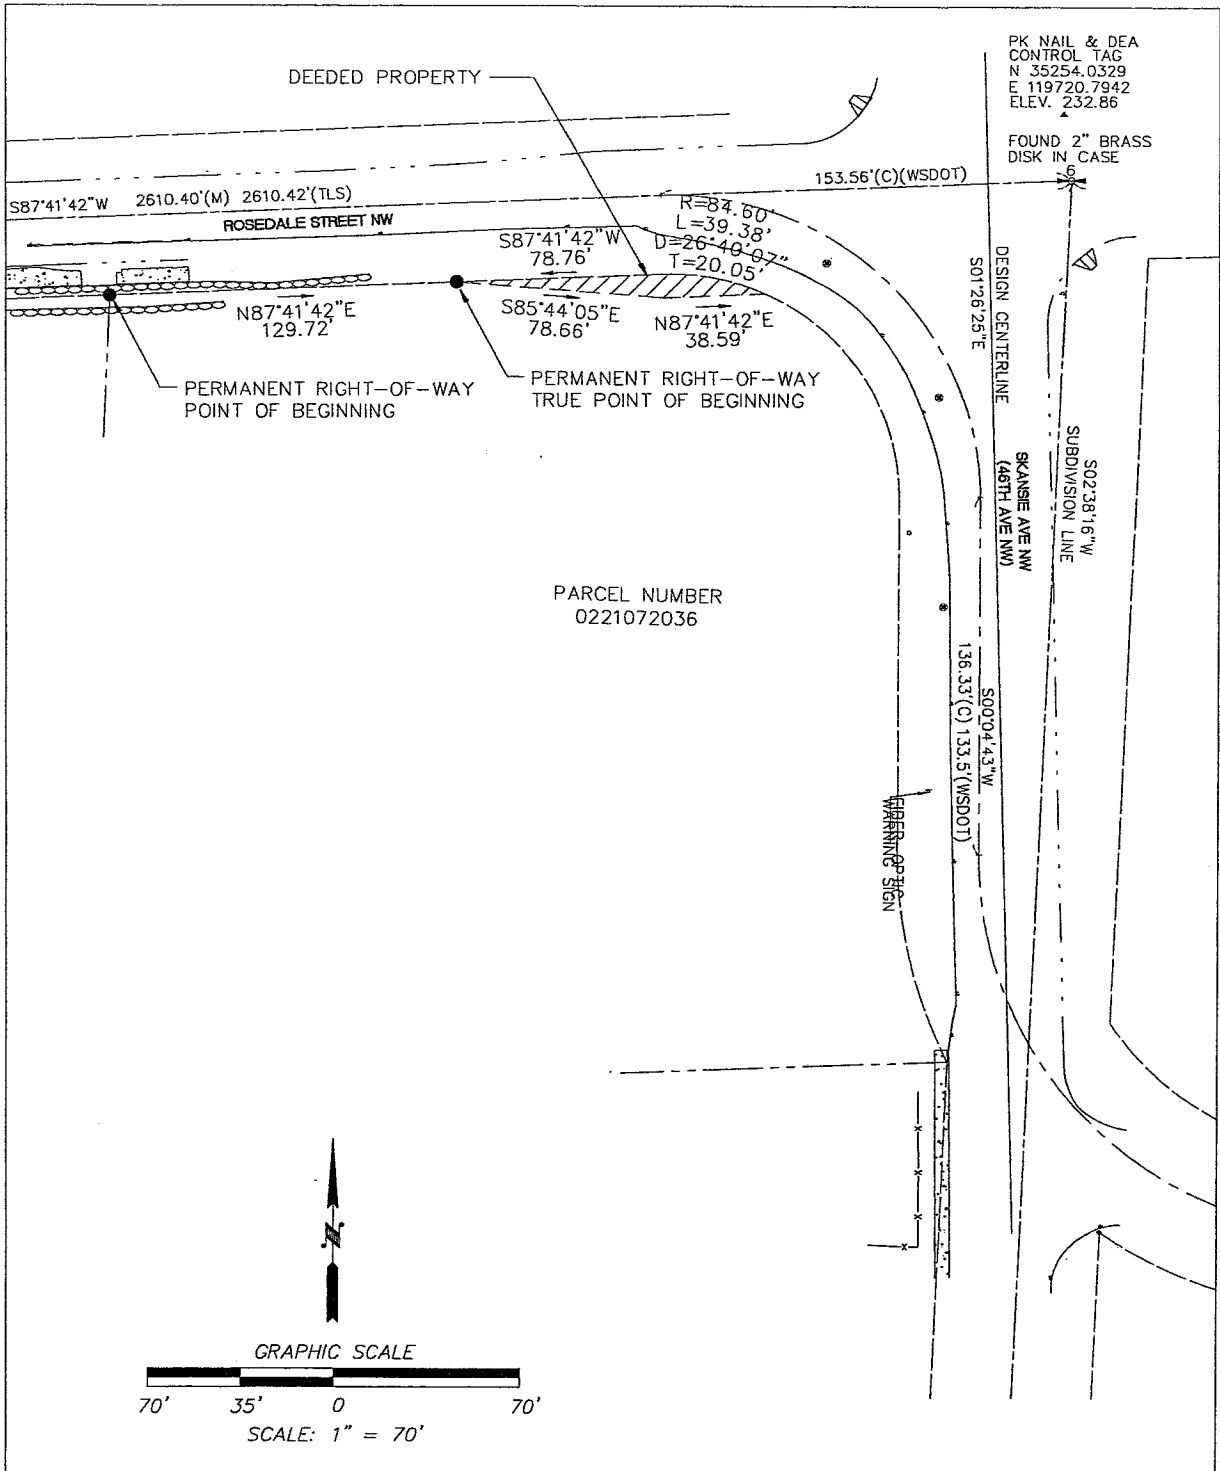 PK NAIL & DEA
CONTROL TAG
N 35254.0329
E 119720.7942
ELEV. 232.86
FOUND 2" BRASS
DISK IN CASE
6
DEEDED PROPERTY
153.56'(C)(WSDOT)
S87°41'42"W 2610.40'(M) 2610.42'(TLS)
ROSEDALE STREET NW
R=84.60'
L=39.38'
D=26°40'07"
T=20.05'
S87°41'42"W
78.76'
N87°41'42"E
129.72'
S85°44'05"E
78.66'
N87°41'42"E
38.59'
PERMANENT RIGHT-OF-WAY
POINT OF BEGINNING
PERMANENT RIGHT-OF-WAY
TRUE POINT OF BEGINNING
DESIGN CENTERLINE
S01°26'25"E
SKANSIE AVE NW
(46TH AVE NW)
S02°38'16"W
SUBDIVISION LINE
PARCEL NUMBER
0221072036
S00°04'43"W
136.33'(C) 133.5'(WSDOT)
FIBER OPTIC
WARNING SIGN
N
GRAPHIC SCALE
70' 35' 0 70'
SCALE: 1" = 70'